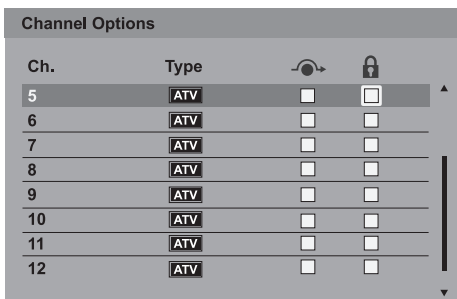 Channel Options
Ch. Type
5 ATV
6 ATV
7 ATV
8 ATV
9 ATV
10 ATV
11 ATV
12 ATV